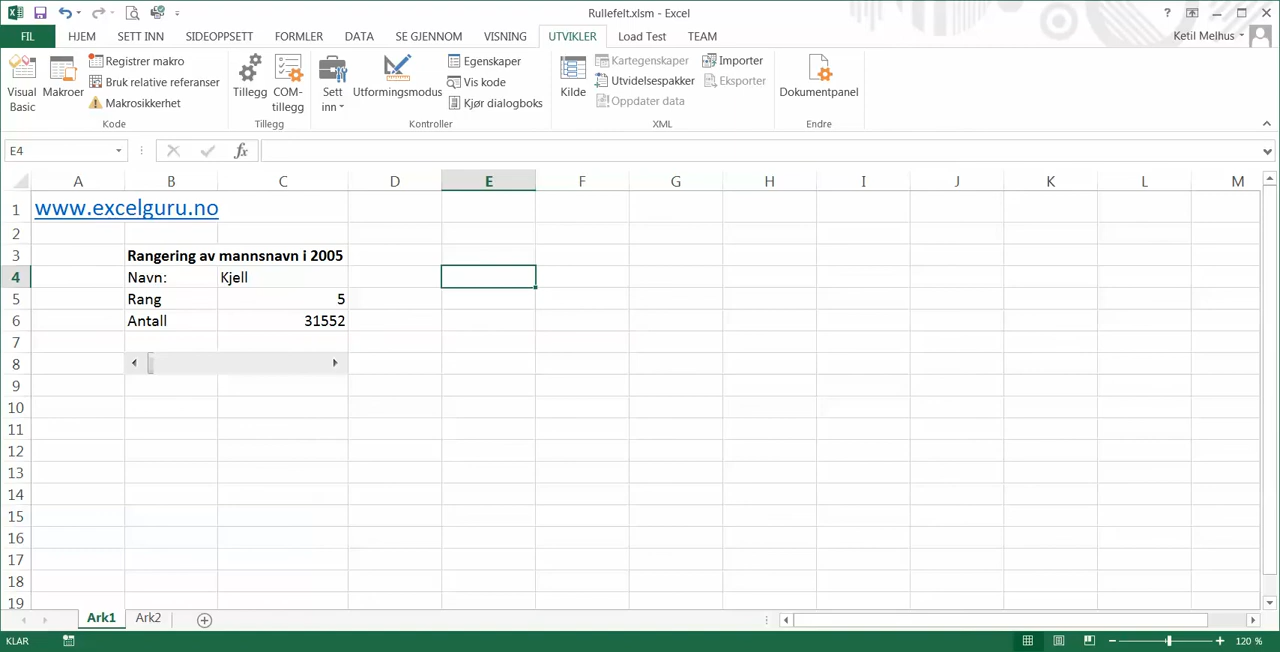 Rullefelt.xlsm - Excel
?
FIL HJEM SETT INN SIDEOPPSETT FORMLER DATA SE GJENNOM VISNING UTVIKLER Load Test TEAM Ketil Melhus
Visual Basic
Makroer
Registrer makro
Bruk relative referanser
Makrosikkerhet
Kode
Tillegg
COM-tillegg
Tillegg
Sett inn
Utformingsmodus
Egenskaper
Vis kode
Kjør dialogboks
Kontroller
Kilde
Kartegenskaper
Utvidelsespakker
Oppdater data
Importer
Eksporter
XML
Dokumentpanel
Endre
E4 fx
A B C D E F G H I J K L M
1 www.excelguru.no
2
3 Rangering av mannsnavn i 2005
4 Navn: Kjell
5 Rang 5
6 Antall 31552
7
8
9
10
11
12
13
14
15
16
17
18
19
Ark1 Ark2
KLAR 120 %